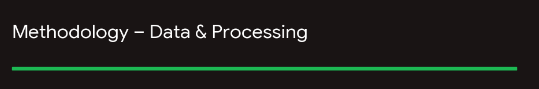 Methodology – Data & Processing